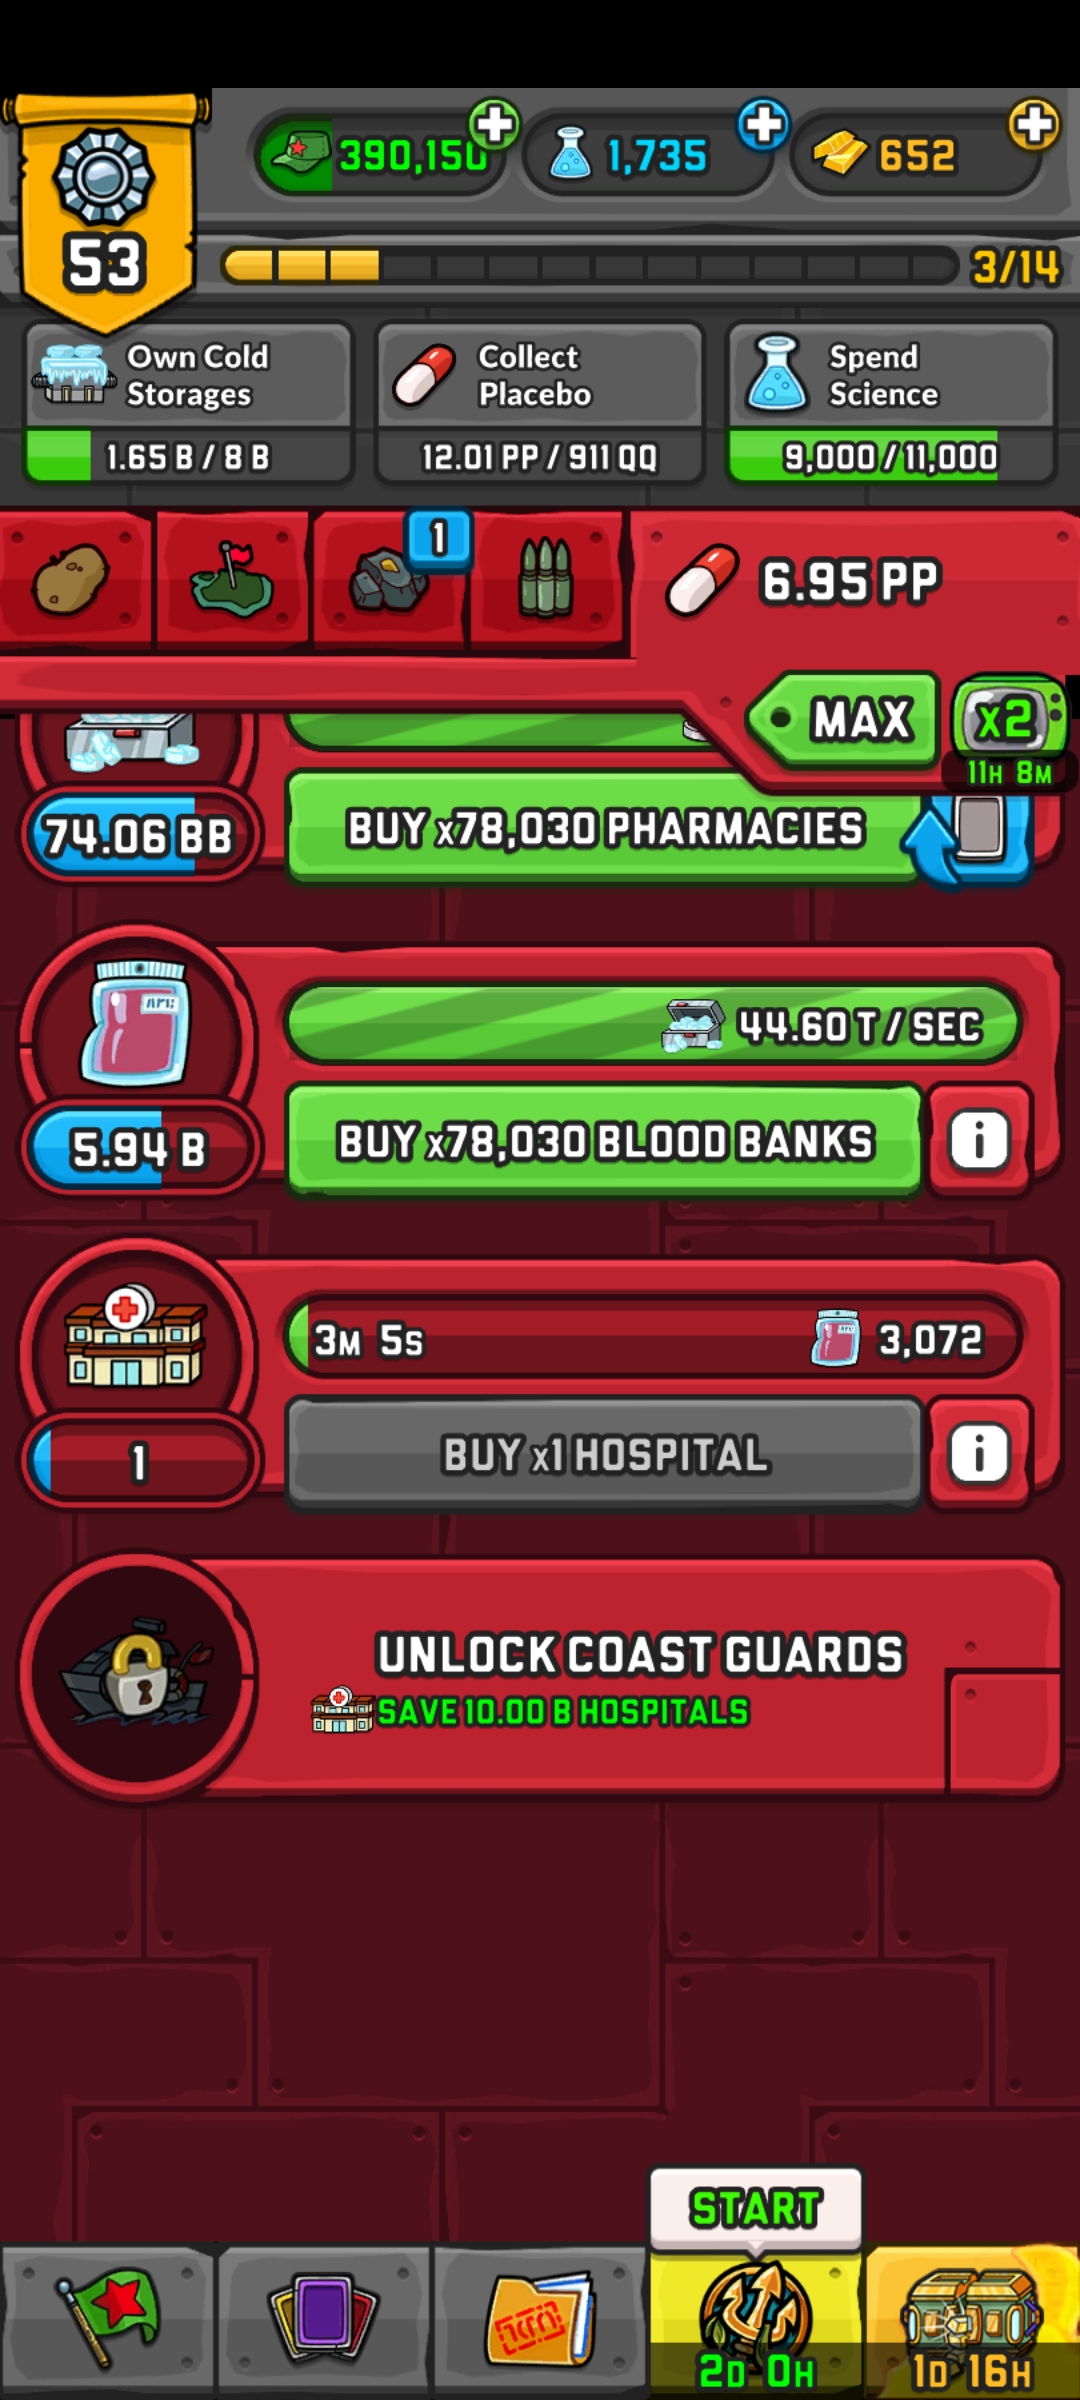 53
390,150
1,735
652
3/14
Own Cold
Storages
1.65 B / 8 B
Collect
Placebo
12.01 PP / 911 QQ
Spend
Science
9,000 / 11,000
1
6.95 PP
MAX
x2
11H 8M
74.06 BB
BUY x78,030 PHARMACIES
44.60 T / SEC
5.94 B
BUY x78,030 BLOOD BANKS
i
3M 5S
3,072
1
BUY x1 HOSPITAL
i
UNLOCK COAST GUARDS
SAVE 10.00 B HOSPITALS
START
2D 0H
1D 16H